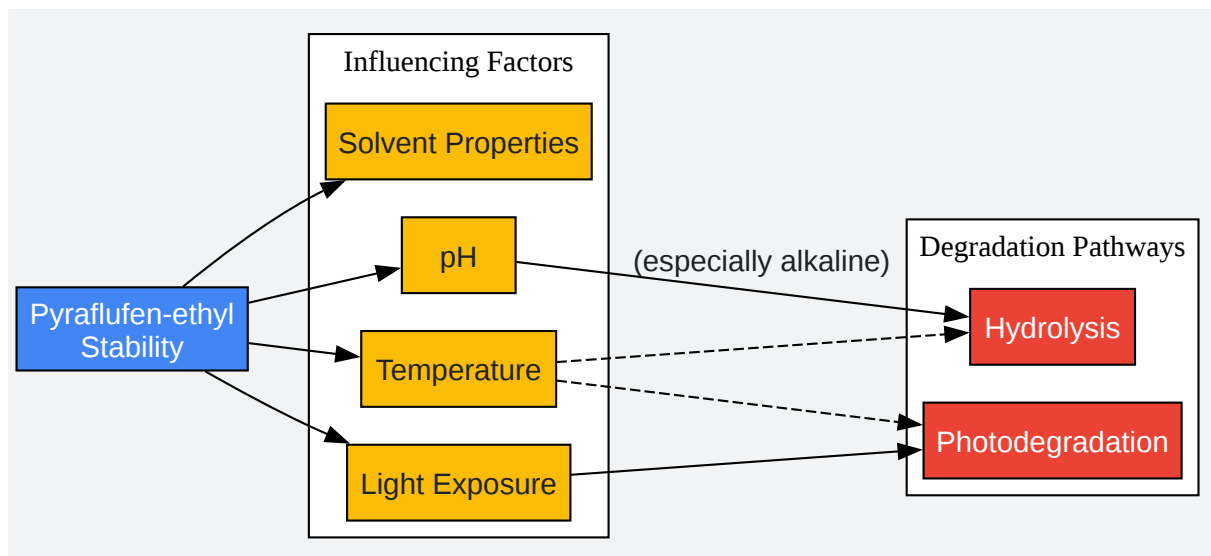 Influencing Factors
Solvent Properties
pH
(especially alkaline)
Degradation Pathways
Pyraflufen-ethyl
Stability
Hydrolysis
Temperature
Photodegradation
Light Exposure